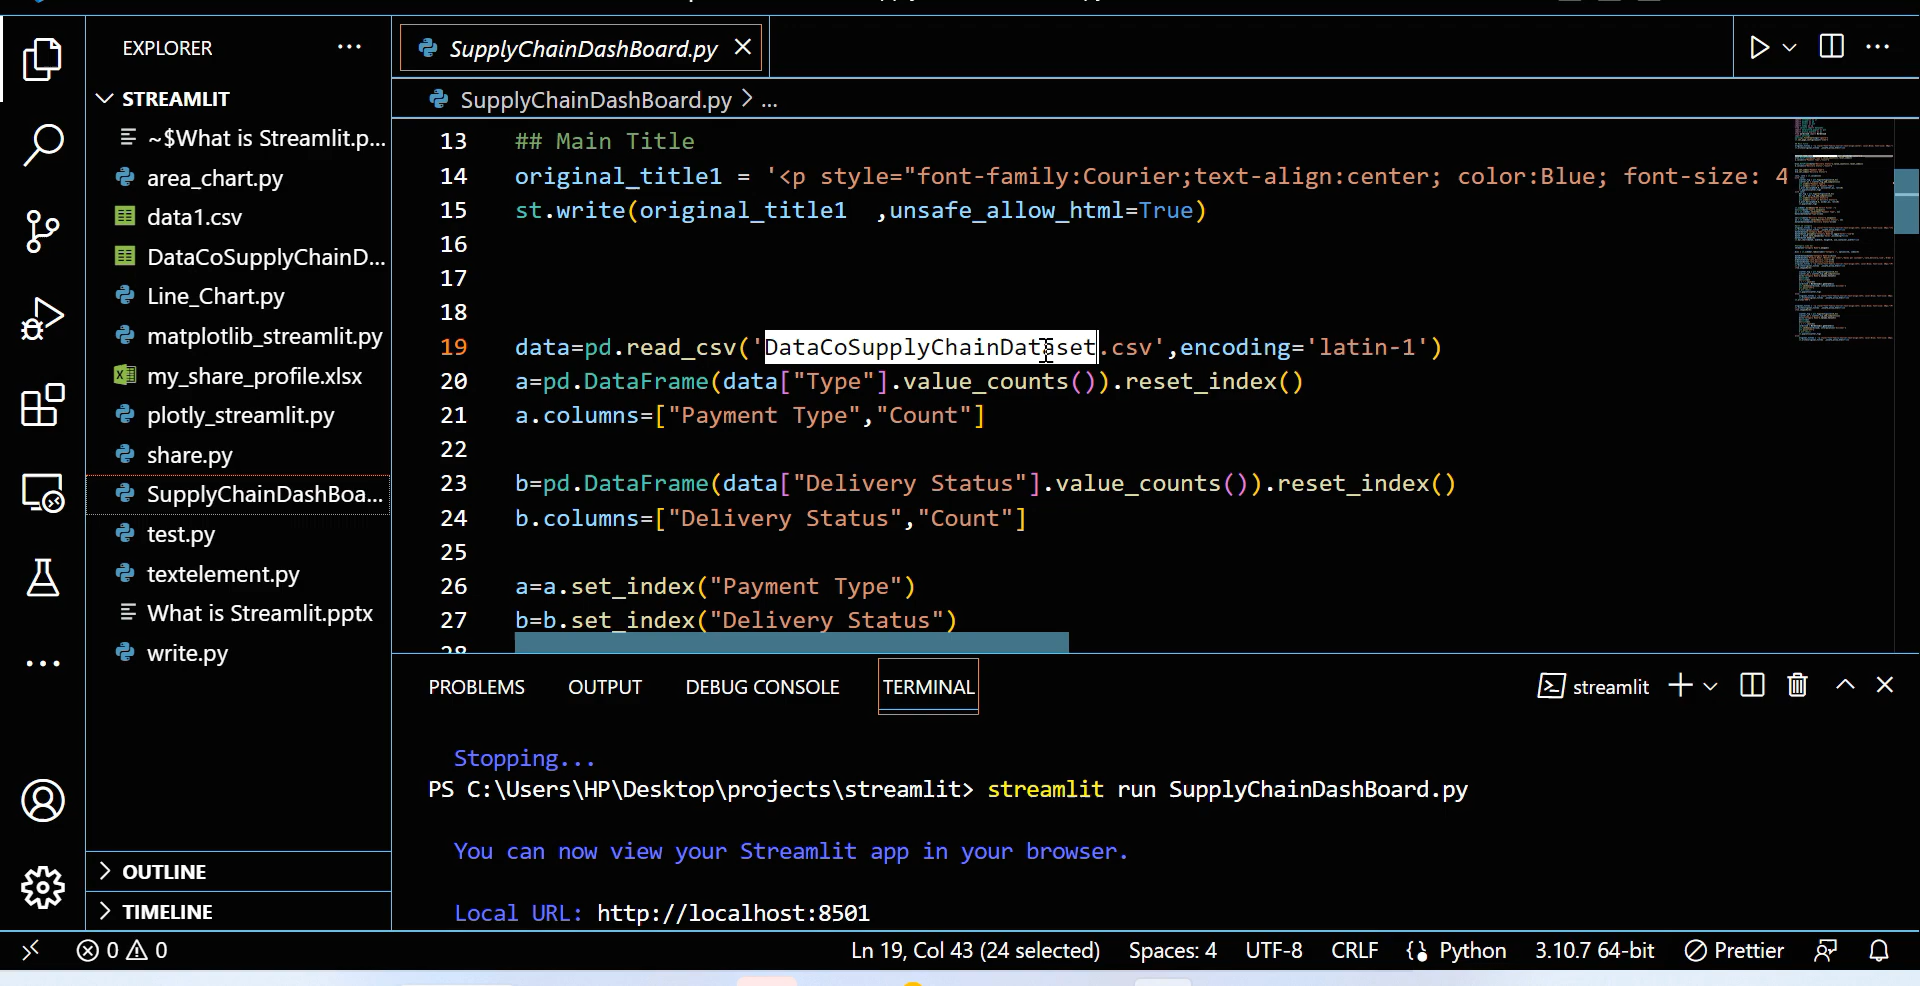 EXPLORER
STREAMLIT
~$What is Streamlit.p...
area_chart.py
data1.csv
DataCoSupplyChainD...
Line_Chart.py
matplotlib_streamlit.py
my_share_profile.xlsx
plotly_streamlit.py
share.py
SupplyChainDashBoa...
test.py
textelement.py
What is Streamlit.pptx
write.py
OUTLINE
TIMELINE
SupplyChainDashBoard.py
SupplyChainDashBoard.py > ...
13 ## Main Title
14 original_title1 = '<p style="font-family:Courier;text-align:center; color:Blue; font-size: 4
15 st.write(original_title1  ,unsafe_allow_html=True)
16
17
18
19 data=pd.read_csv('DataCoSupplyChainDataset.csv',encoding='latin-1')
20 a=pd.DataFrame(data["Type"].value_counts()).reset_index()
21 a.columns=["Payment Type","Count"]
22
23 b=pd.DataFrame(data["Delivery Status"].value_counts()).reset_index()
24 b.columns=["Delivery Status","Count"]
25
26 a=a.set_index("Payment Type")
27 b=b.set_index("Delivery Status")
28
PROBLEMS OUTPUT DEBUG CONSOLE TERMINAL streamlit
Stopping...
PS C:\Users\HP\Desktop\projects\streamlit> streamlit run SupplyChainDashBoard.py
You can now view your Streamlit app in your browser.
Local URL: http://localhost:8501
0 0 Ln 19, Col 43 (24 selected) Spaces: 4 UTF-8 CRLF Python 3.10.7 64-bit Prettier